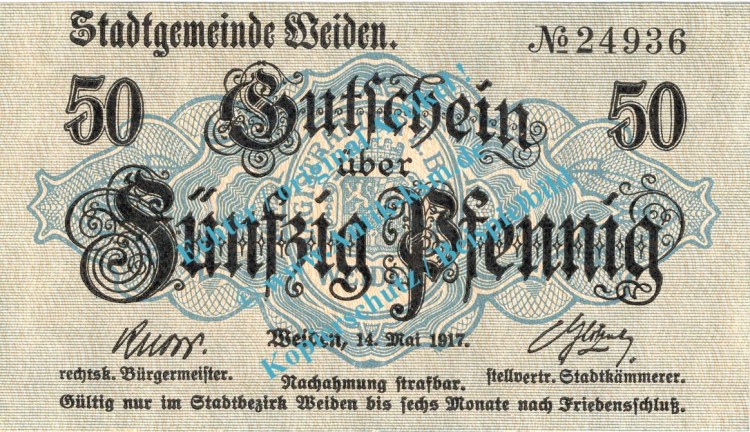 Stadtgemeinde Weiden.
№ 24936
50 Gutschein 50
über
Fünfzig Pfennig
Weiden, 14. Mai 1917.
Knorr.
rechtsk. Bürgermeister.
stellvertr. Stadtkämmerer.
Nachahmung strafbar.
Gültig nur im Stadtbezirk Weiden bis sechs Monate nach Friedensschluß.
Kopierschutz / Beispielbild